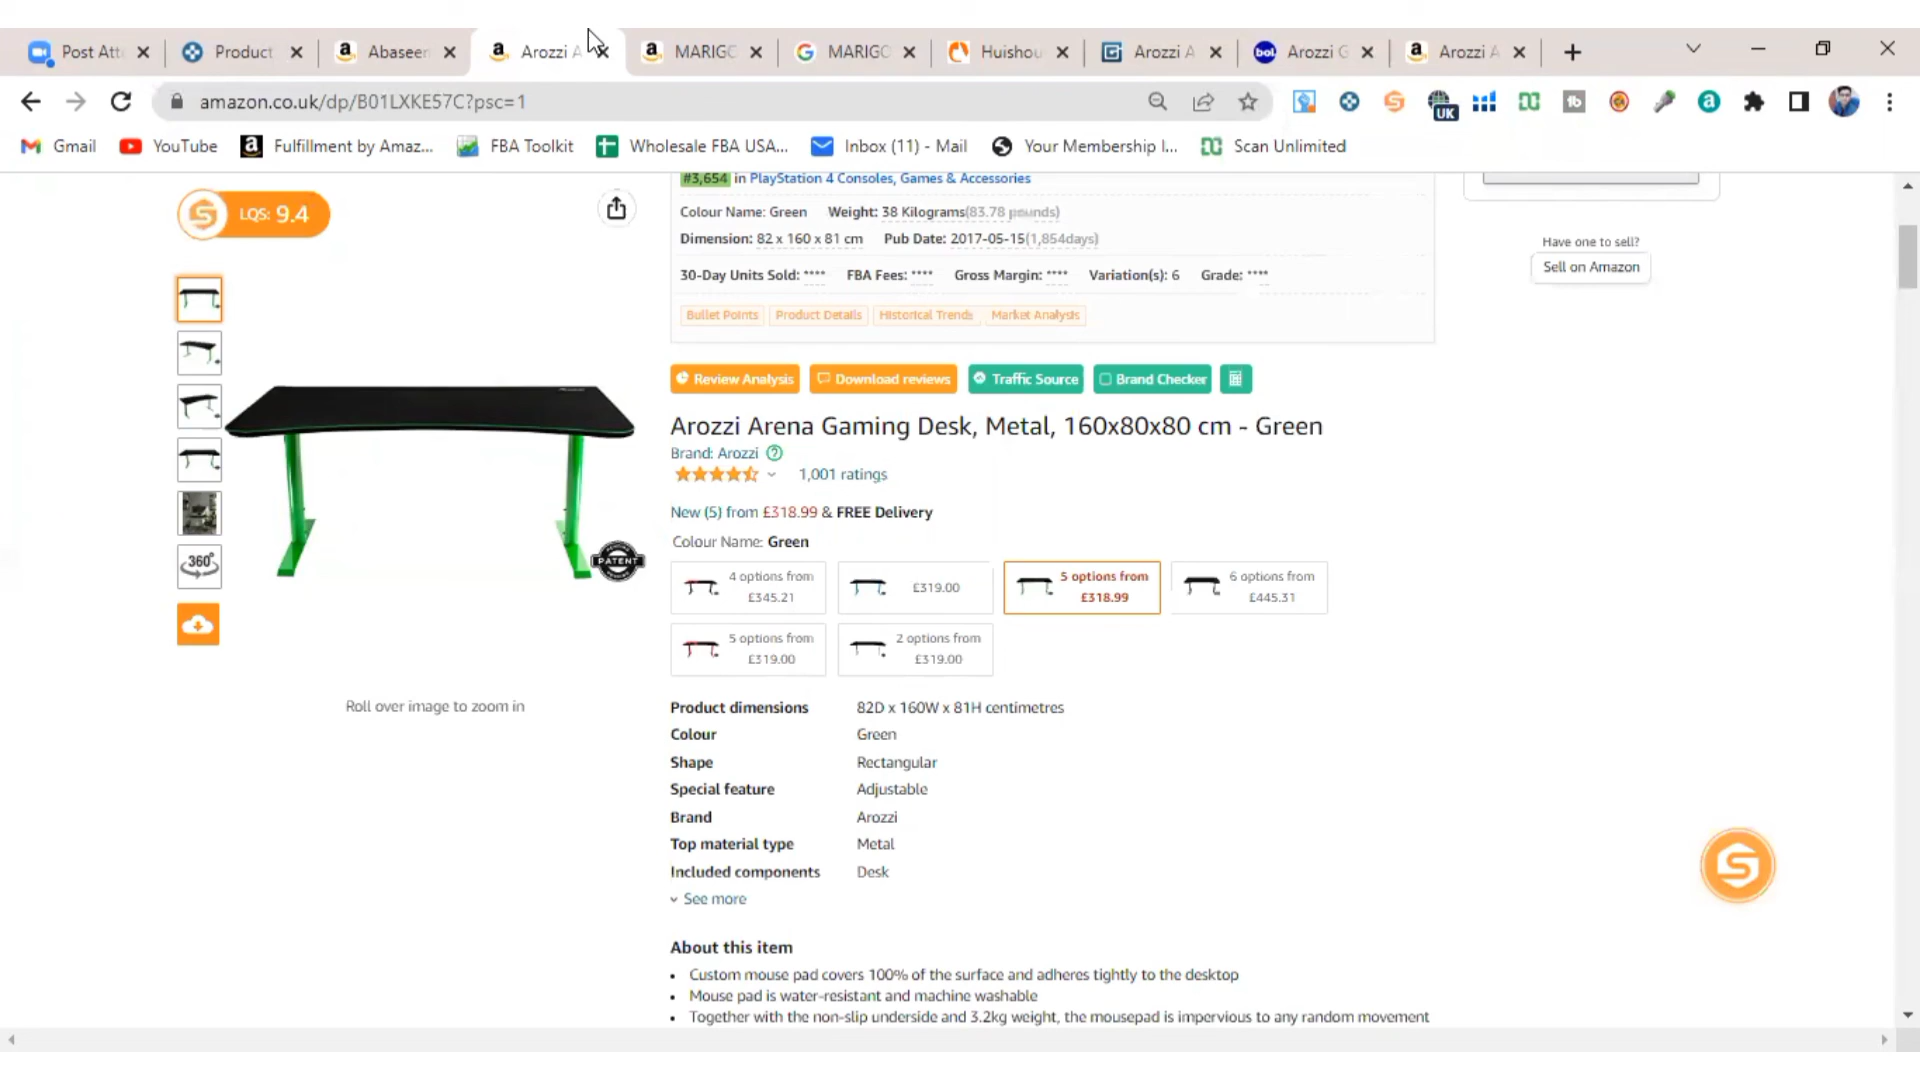 Post Att
Product
Abaseen
Arozzi A
MARIGO
MARIGO
Huishou
Arozzi A
bol
Arozzi G
Arozzi A
amazon.co.uk/dp/B01LXKE57C?psc=1
UK
Gmail
YouTube
Fulfillment by Amaz...
FBA Toolkit
Wholesale FBA USA...
Inbox (11) - Mail
Your Membership I...
Scan Unlimited
LQS: 9.4
#3,654 in PlayStation 4 Consoles, Games & Accessories
Colour Name: Green Weight: 38 Kilograms(83.78 pounds)
Dimension: 82 x 160 x 81 cm Pub Date: 2017-05-15(1,854days)
30-Day Units Sold: **** FBA Fees: **** Gross Margin: **** Variation(s): 6 Grade: ****
Bullet Points Product Details Historical Trends Market Analysis
Have one to sell?
Sell on Amazon
Review Analysis Download reviews Traffic Source Brand Checker
Arozzi Arena Gaming Desk, Metal, 160x80x80 cm - Green
Brand: Arozzi
1,001 ratings
New (5) from £318.99 & FREE Delivery
Colour Name: Green
4 options from
£345.21
£319.00
5 options from
£318.99
6 options from
£445.31
5 options from
£319.00
2 options from
£319.00
360°
PATENT
Roll over image to zoom in
Product dimensions 82D x 160W x 81H centimetres
Colour Green
Shape Rectangular
Special feature Adjustable
Brand Arozzi
Top material type Metal
Included components Desk
See more
About this item
Custom mouse pad covers 100% of the surface and adheres tightly to the desktop
Mouse pad is water-resistant and machine washable
Together with the non-slip underside and 3.2kg weight, the mousepad is impervious to any random movement